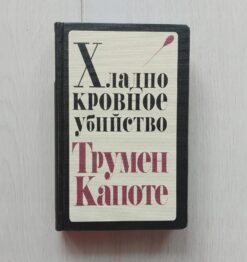 Хладно
кровное
убийство
Трумен
Капоте